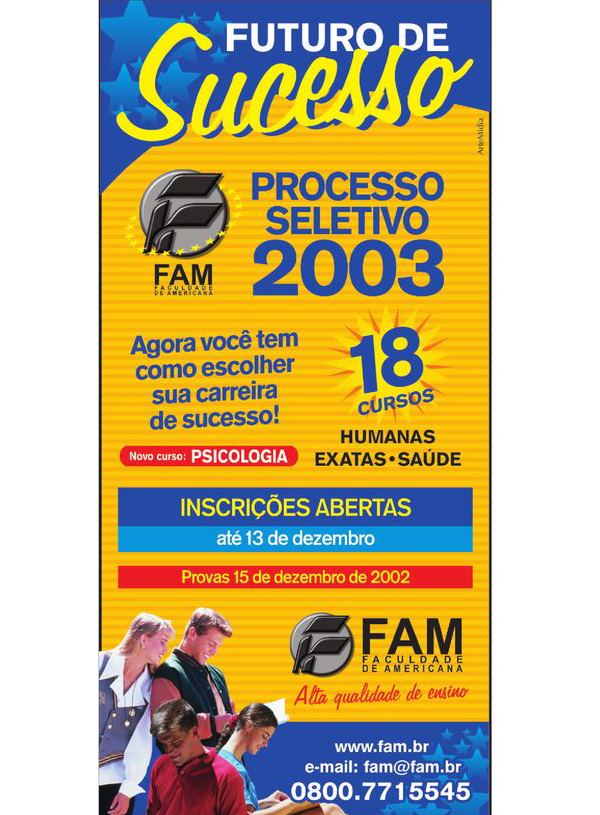 FUTURO DE
Sucesso
ArteMídia
PROCESSO
SELETIVO
2003
FAM
FACULDADE
DE AMERICANA
Agora você tem
como escolher
sua carreira
de sucesso!
18
CURSOS
Novo curso: PSICOLOGIA
HUMANAS
EXATAS • SAÚDE
INSCRIÇÕES ABERTAS
até 13 de dezembro
Provas 15 de dezembro de 2002
FAM
FACULDADE
DE AMERICANA
Alta qualidade de ensino
www.fam.br
e-mail: fam@fam.br
0800.7715545